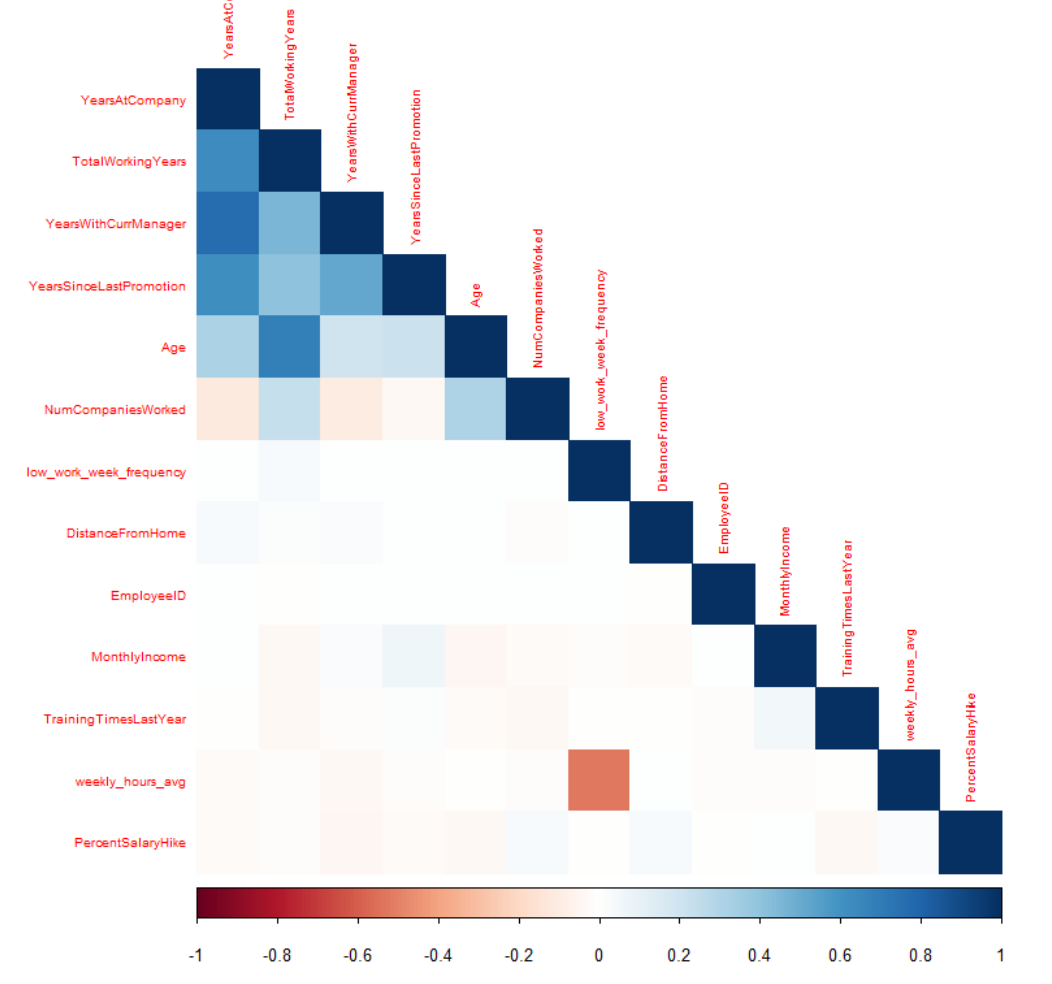 YearsAtC
TotalWorkingYears
YearsWithCurrManager
YearsSinceLastPromotion
Age
NumCompaniesWorked
low_work_week_frequency
DistanceFromHome
EmployeeID
MonthlyIncome
TrainingTimesLastYear
weekly_hours_avg
PercentSalaryHike
YearsAtCompany
TotalWorkingYears
YearsWithCurrManager
YearsSinceLastPromotion
Age
NumCompaniesWorked
low_work_week_frequency
DistanceFromHome
EmployeeID
MonthlyIncome
TrainingTimesLastYear
weekly_hours_avg
PercentSalaryHike
-1 -0.8 -0.6 -0.4 -0.2 0 0.2 0.4 0.6 0.8 1